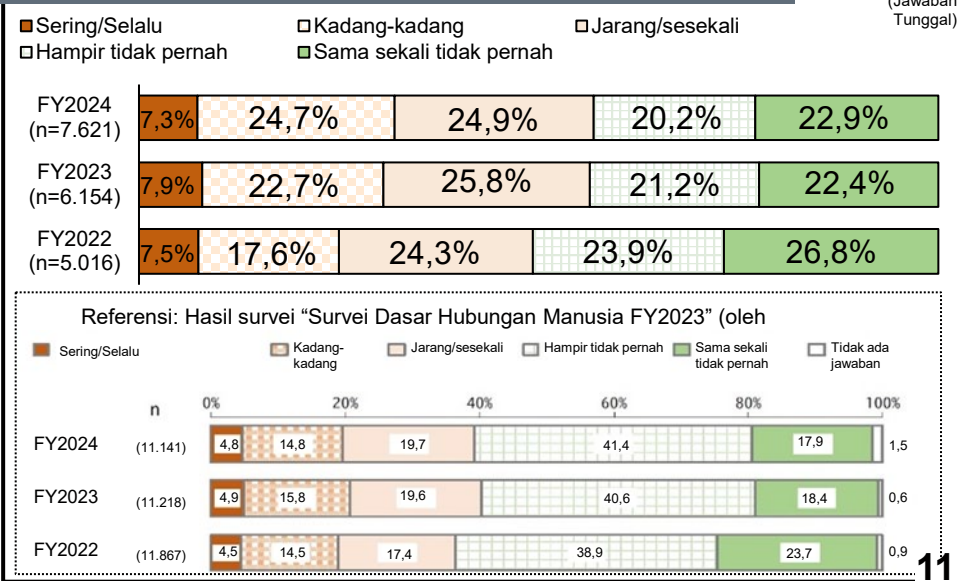 (Jawaban
Tunggal)
Sering/Selalu
Kadang-kadang
Jarang/sesekali
Hampir tidak pernah
Sama sekali tidak pernah
FY2024
(n=7.621)
7,3%
24,7%
24,9%
20,2%
22,9%
FY2023
(n=6.154)
7,9%
22,7%
25,8%
21,2%
22,4%
FY2022
(n=5.016)
7,5%
17,6%
24,3%
23,9%
26,8%
Referensi: Hasil survei “Survei Dasar Hubungan Manusia FY2023” (oleh
Sering/Selalu
Kadang-
kadang
Jarang/sesekali
Hampir tidak pernah
Sama sekali
tidak pernah
Tidak ada
jawaban
n
0%
20%
40%
60%
80%
100%
FY2024
(11.141)
4,8
14,8
19,7
41,4
17,9
1,5
FY2023
(11.218)
4,9
15,8
19,6
40,6
18,4
0,6
FY2022
(11.867)
4,5
14,5
17,4
38,9
23,7
0,9
11